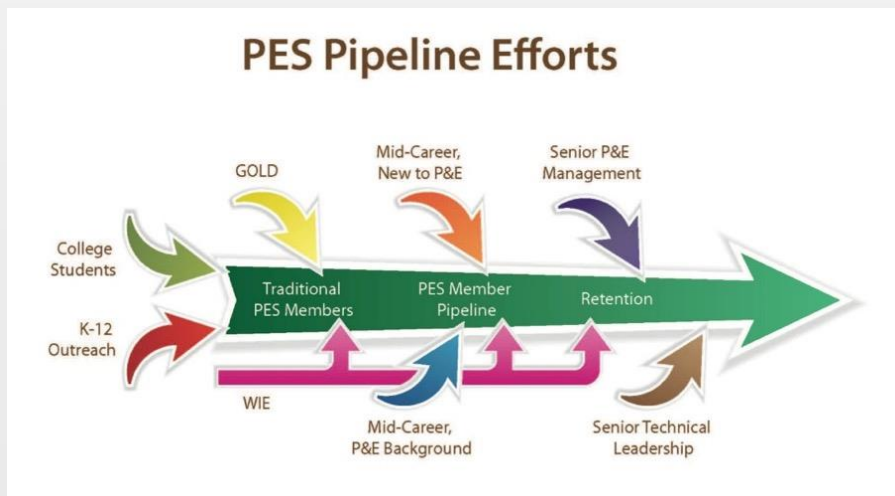 PES Pipeline Efforts
GOLD
Mid-Career,
New to P&E
Senior P&E
Management
College
Students
K-12
Outreach
Traditional
PES Members
PES Member
Pipeline
Retention
WIE
Mid-Career,
P&E Background
Senior Technical
Leadership